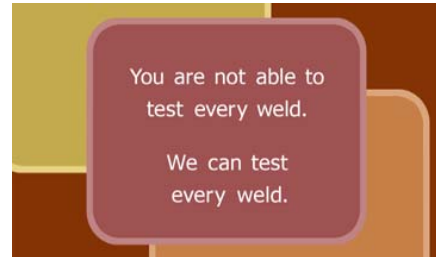 You are not able to
test every weld.
We can test
every weld.